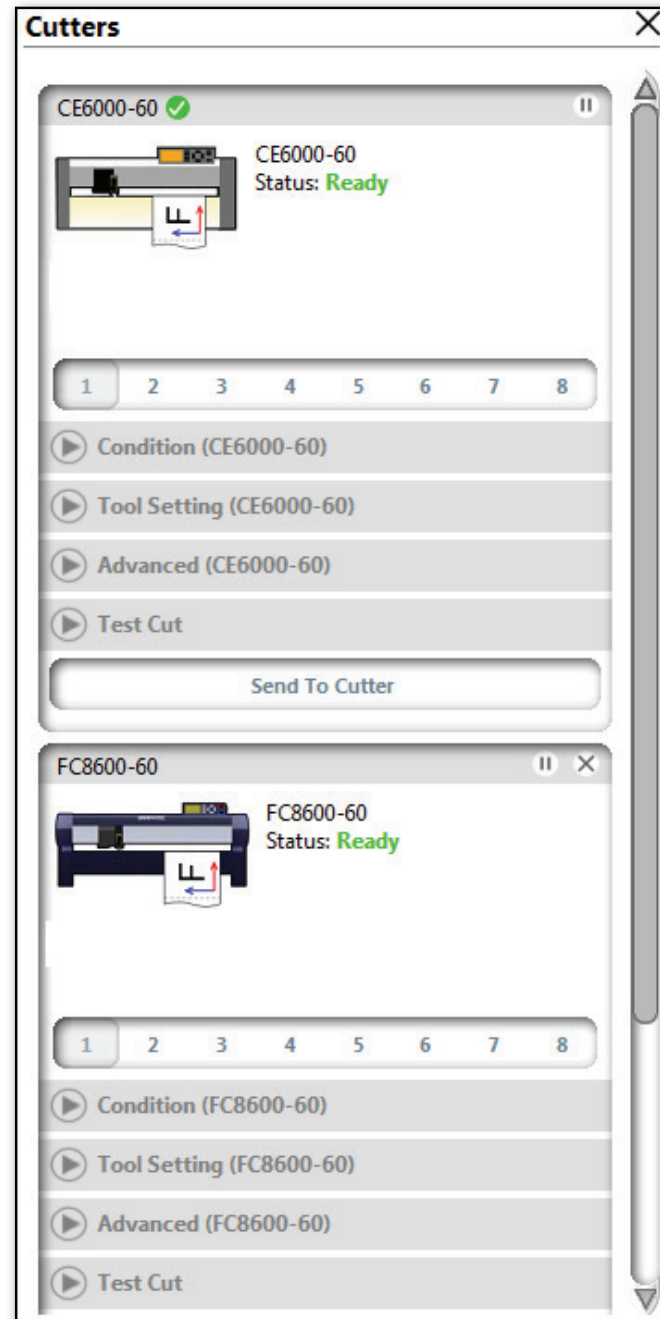 Cutters
CE6000-60
CE6000-60
Status: Ready
F
1 2 3 4 5 6 7 8
Condition (CE6000-60)
Tool Setting (CE6000-60)
Advanced (CE6000-60)
Test Cut
Send To Cutter
FC8600-60
FC8600-60
Status: Ready
F
1 2 3 4 5 6 7 8
Condition (FC8600-60)
Tool Setting (FC8600-60)
Advanced (FC8600-60)
Test Cut